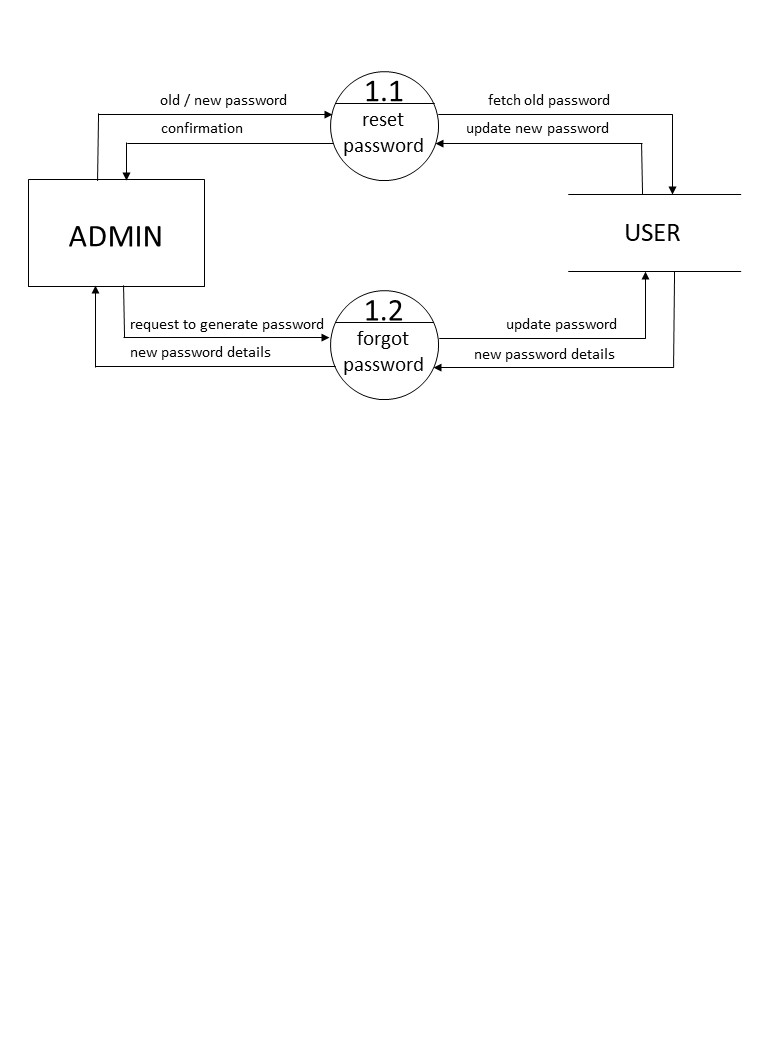 1.1
reset
password
old / new password
confirmation
fetch old password
update new password
ADMIN
USER
1.2
forgot
password
request to generate password
new password details
update password
new password details